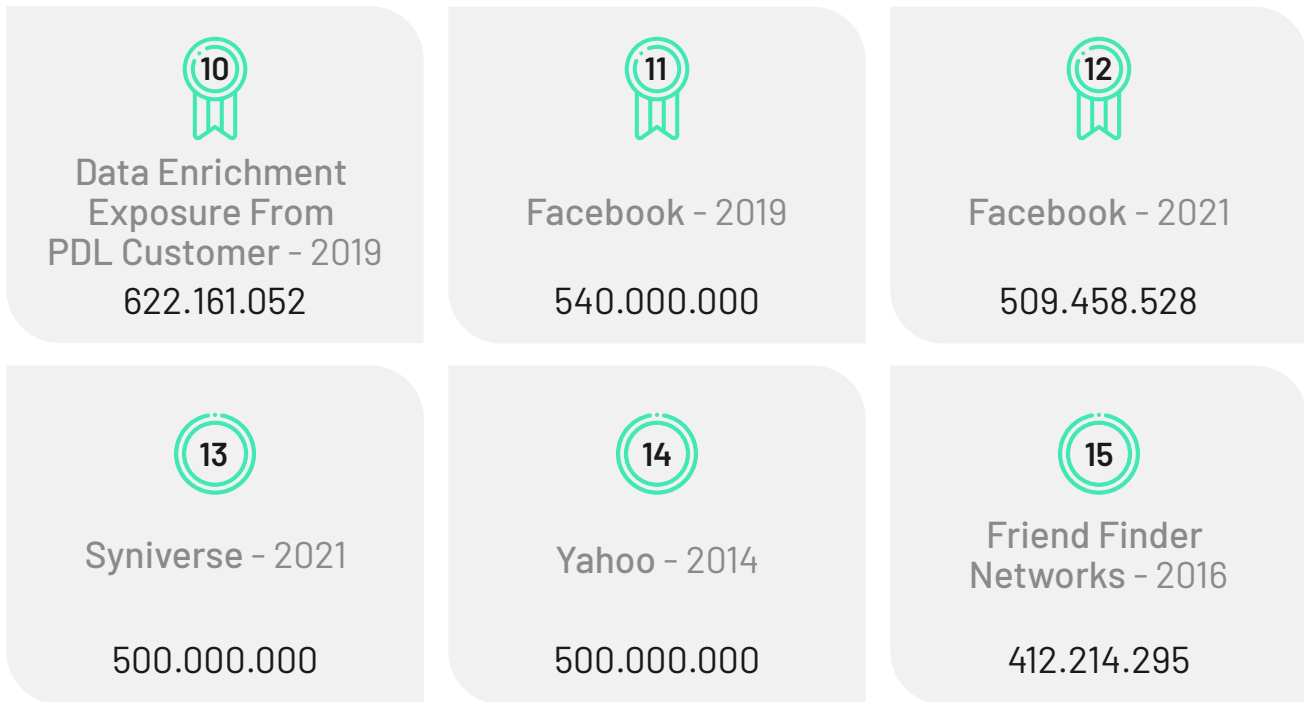 10
Data Enrichment
Exposure From
PDL Customer - 2019
622.161.052
11
Facebook - 2019
540.000.000
12
Facebook - 2021
509.458.528
13
Syniverse - 2021
500.000.000
14
Yahoo - 2014
500.000.000
15
Friend Finder
Networks - 2016
412.214.295